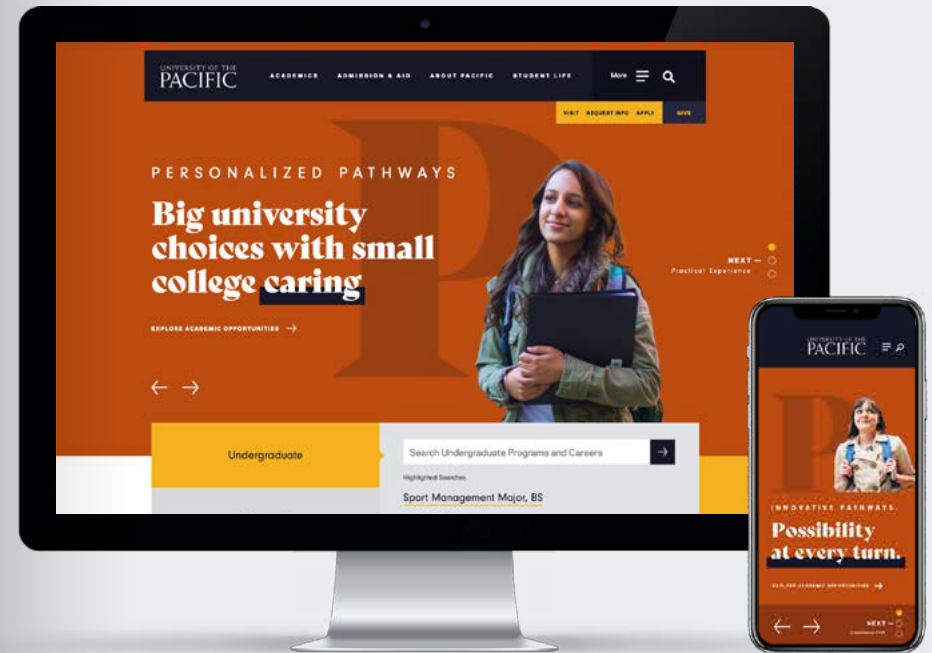 UNIVERSITY OF THE
PACIFIC
ACADEMICS ADMISSION & AID ABOUT PACIFIC STUDENT LIFE More
VISIT REQUEST INFO APPLY GIVE
PERSONALIZED PATHWAYS
Big university
choices with small
college caring
EXPLORE ACADEMIC OPPORTUNITIES →
← →
NEXT —
Practical Experience
Undergraduate
Search Undergraduate Programs and Careers →
Highlighted Searches
Sport Management Major, BS
P
UNIVERSITY OF THE
PACIFIC
P
INNOVATIVE PATHWAYS
Possibility
at every turn.
EXPLORE ACADEMIC OPPORTUNITIES →
← →
NEXT —